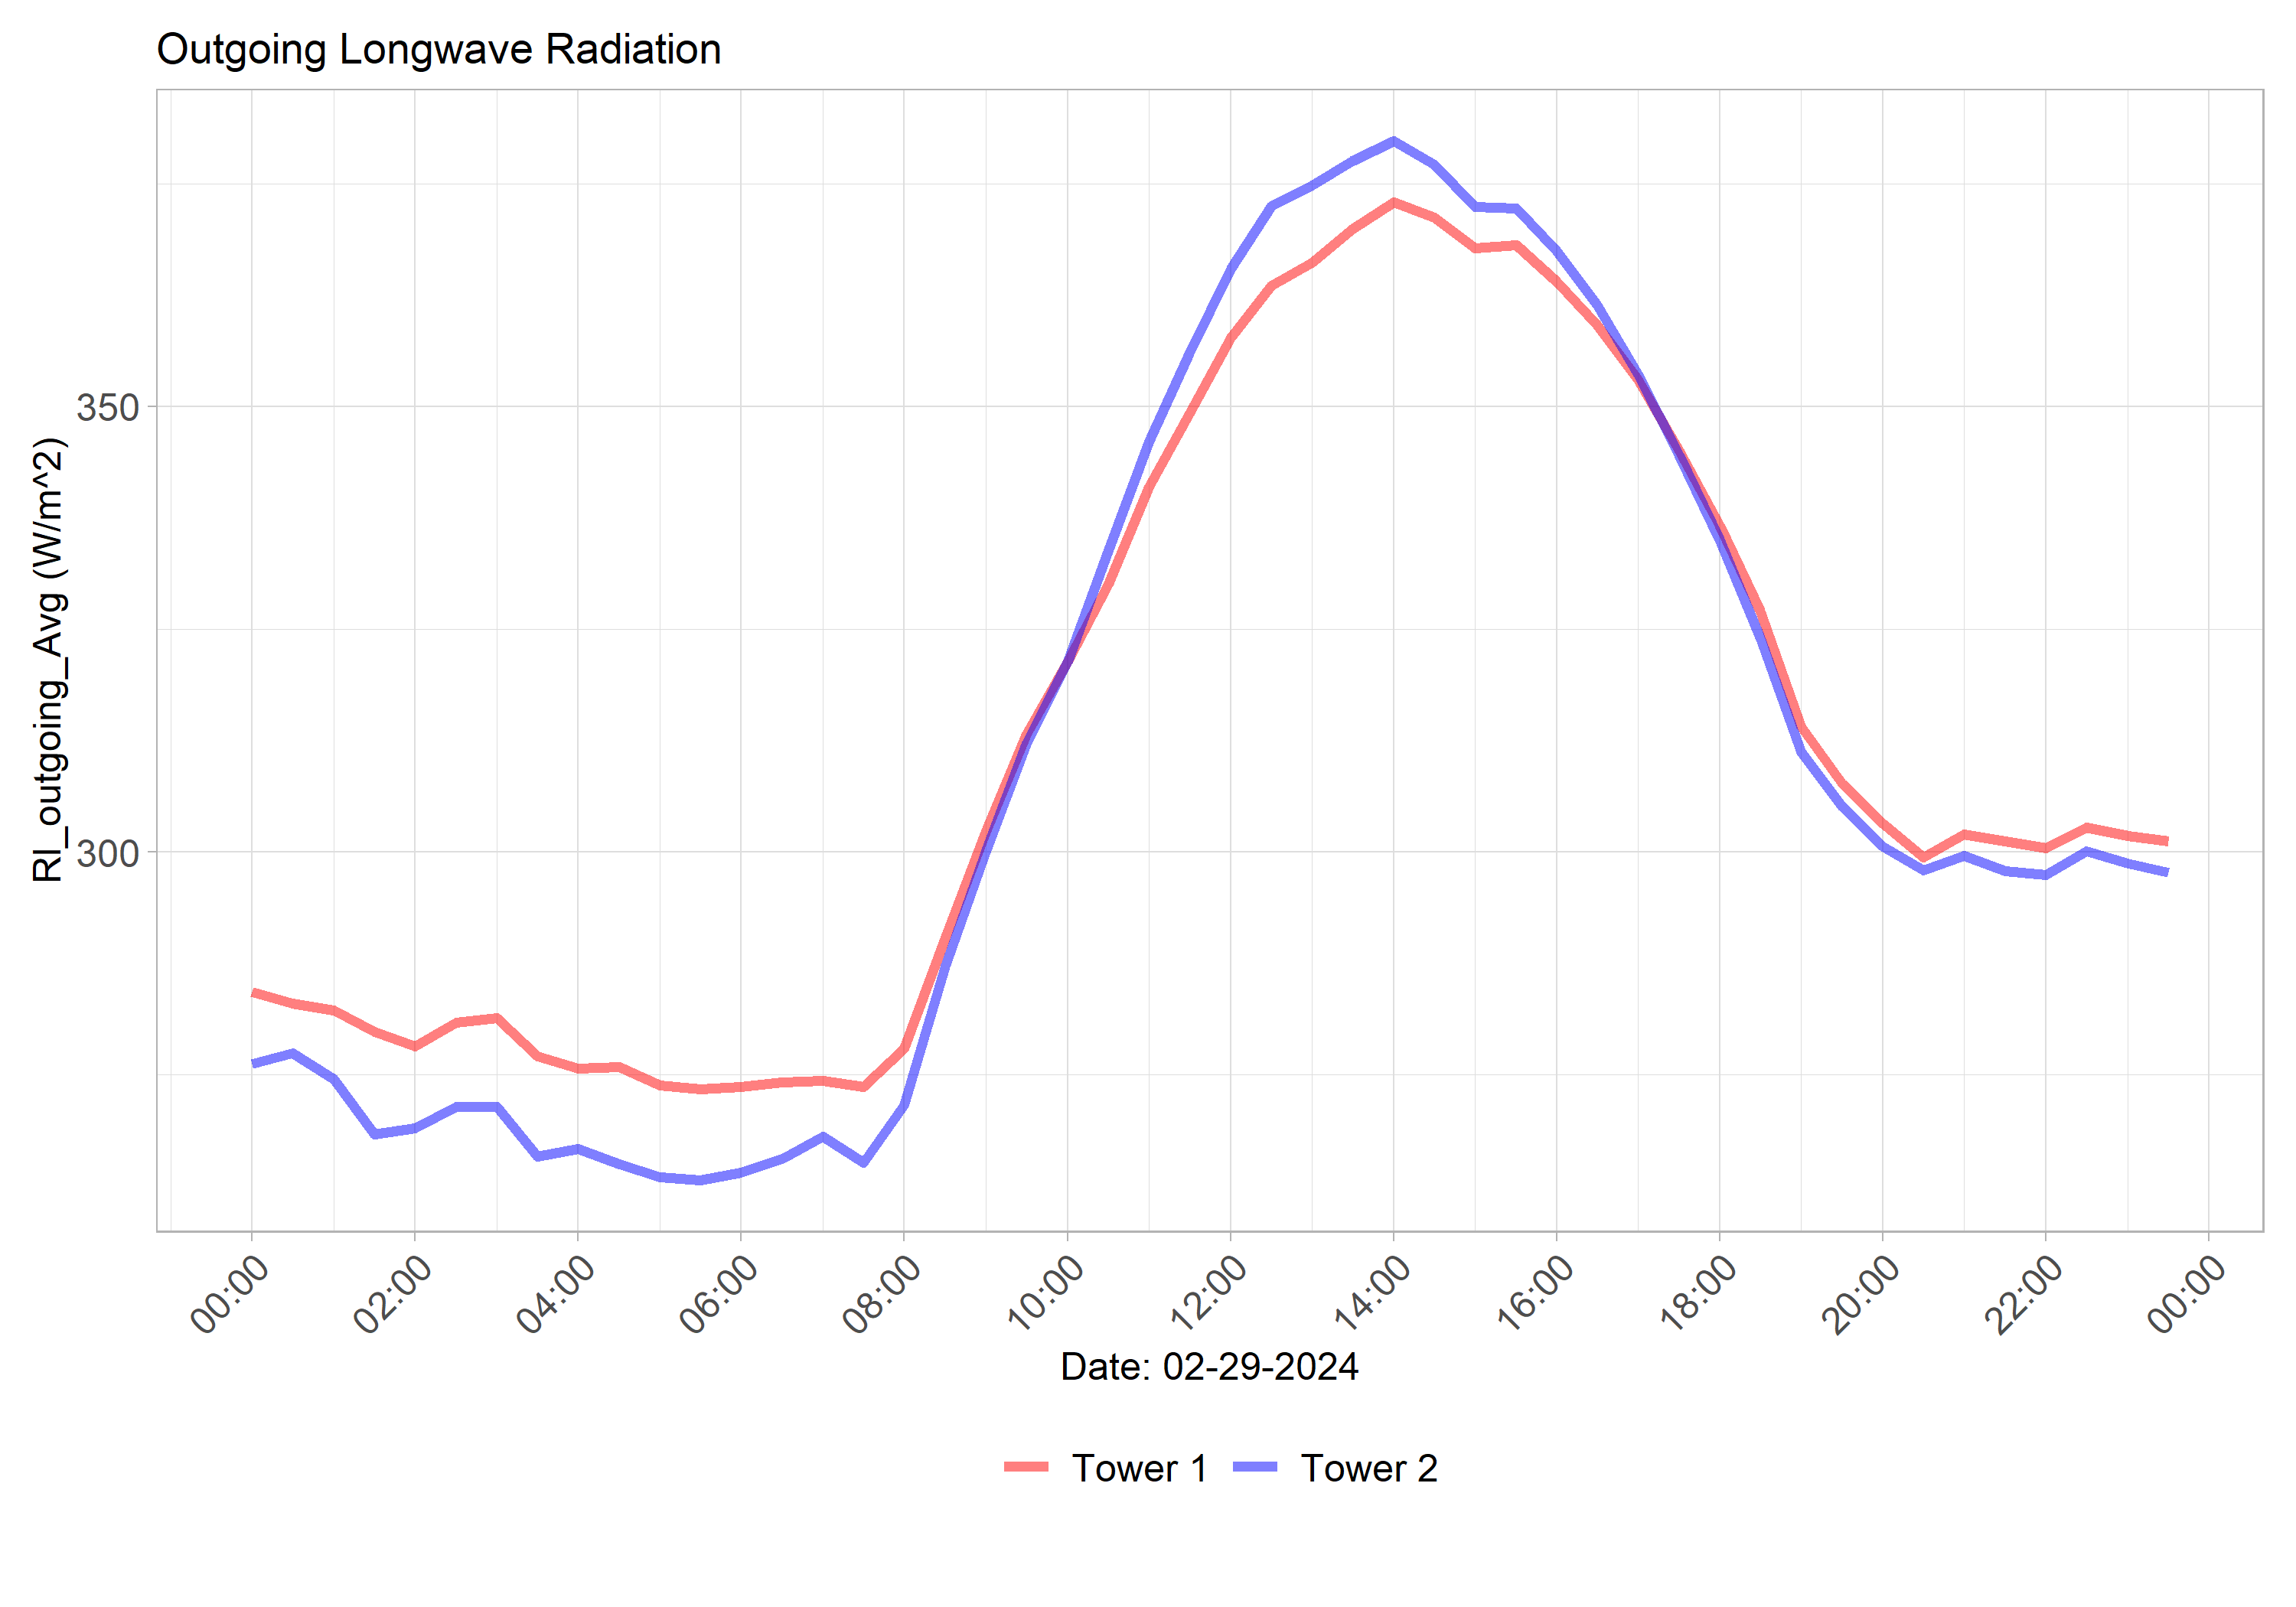 Outgoing Longwave Radiation
Rl_outgoing_Avg (W/m^2)
350
300
00:00 02:00 04:00 06:00 08:00 10:00 12:00 14:00 16:00 18:00 20:00 22:00 00:00
Date: 02-29-2024
Tower 1 Tower 2